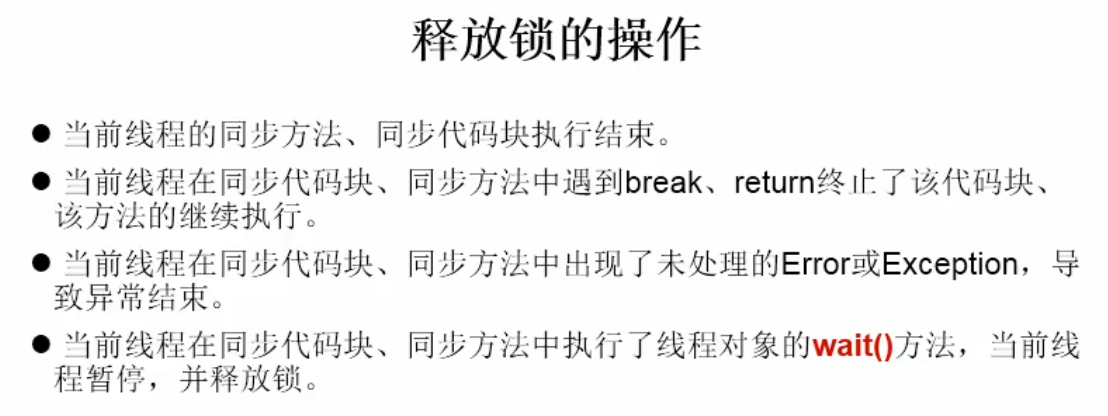 释放锁的操作
● 当前线程的同步方法、同步代码块执行结束。
● 当前线程在同步代码块、同步方法中遇到break、return终止了该代码块、
该方法的继续执行。
● 当前线程在同步代码块、同步方法中出现了未处理的Error或Exception，导
致异常结束。
● 当前线程在同步代码块、同步方法中执行了线程对象的wait()方法，当前线
程暂停，并释放锁。